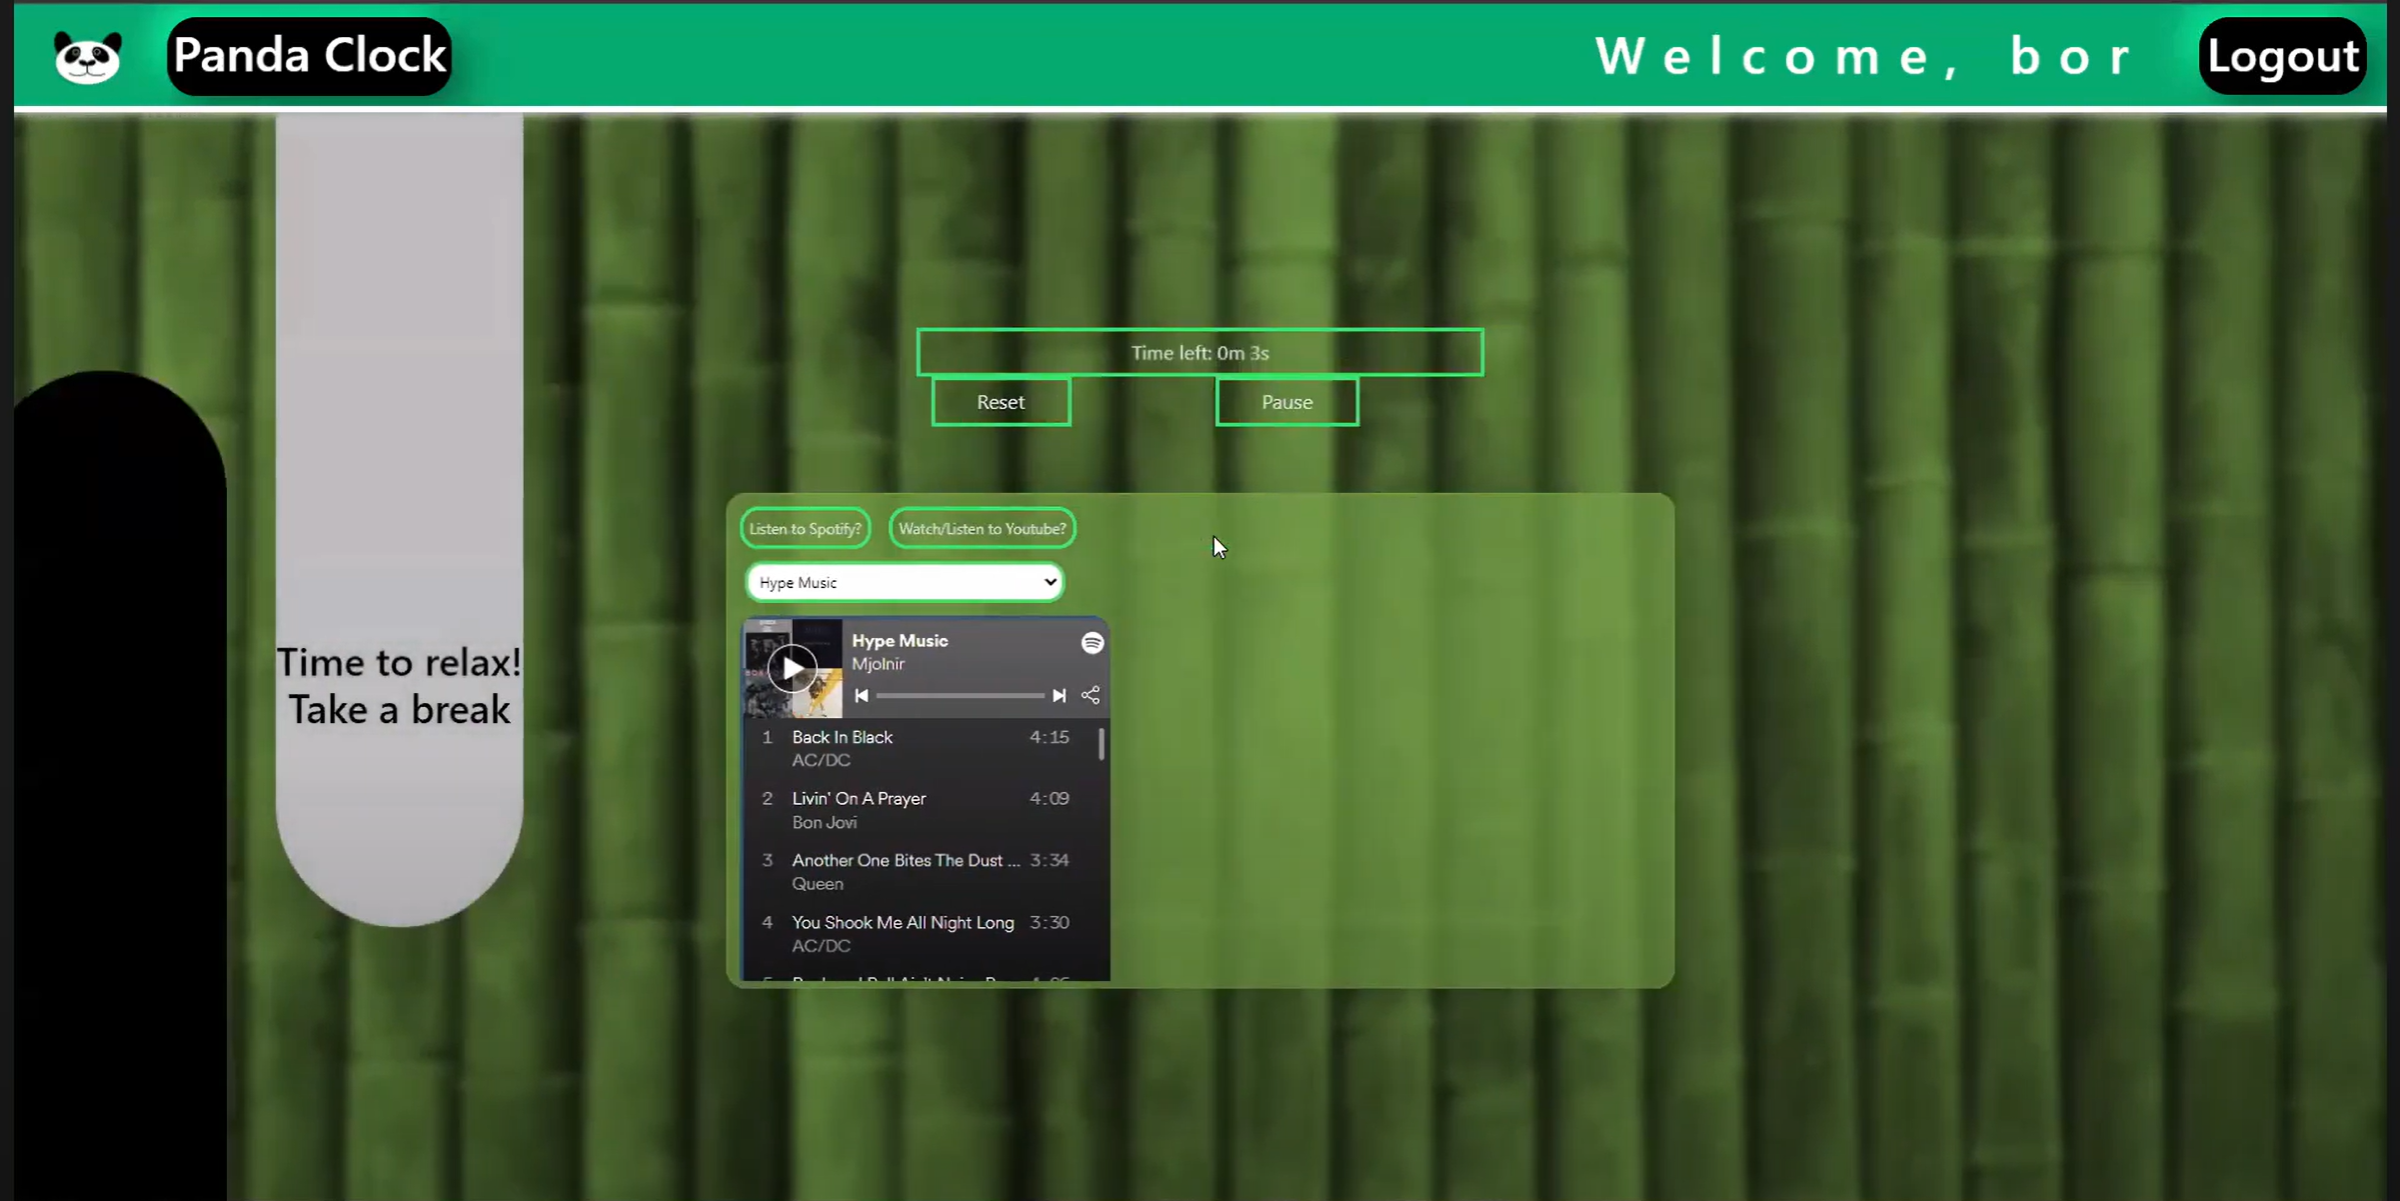 Panda Clock
Welcome, bor
Logout
Time left: 0m 3s
Reset
Pause
Time to relax!
Take a break
Listen to Spotify?
Watch/Listen to Youtube?
Hype Music
Hype Music
Mjolnir
1 Back In Black 4:15
AC/DC
2 Livin' On A Prayer 4:09
Bon Jovi
3 Another One Bites The Dust ... 3:34
Queen
4 You Shook Me All Night Long 3:30
AC/DC